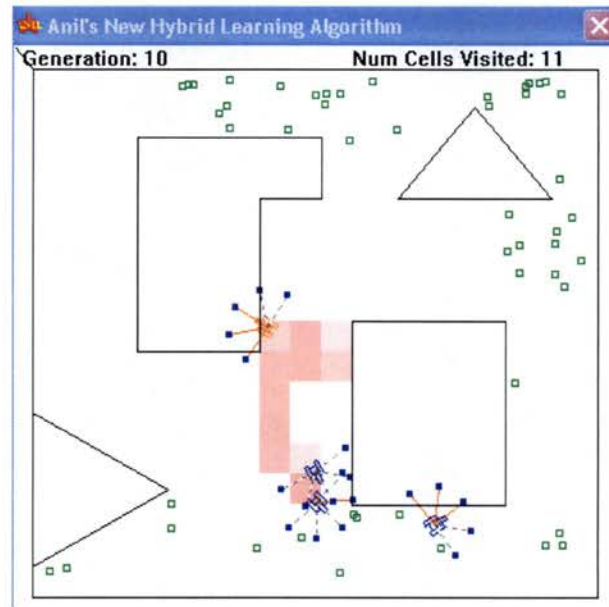 Anil's New Hybrid Learning Algorithm
Generation: 10
Num Cells Visited: 11